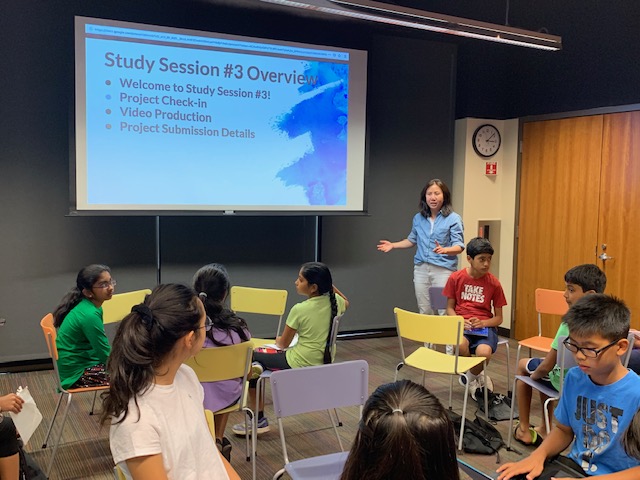 Study Session #3 Overview
Welcome to Study Session #3!
Project Check-in
Video Production
Project Submission Details
TAKE
NOTES
JUST